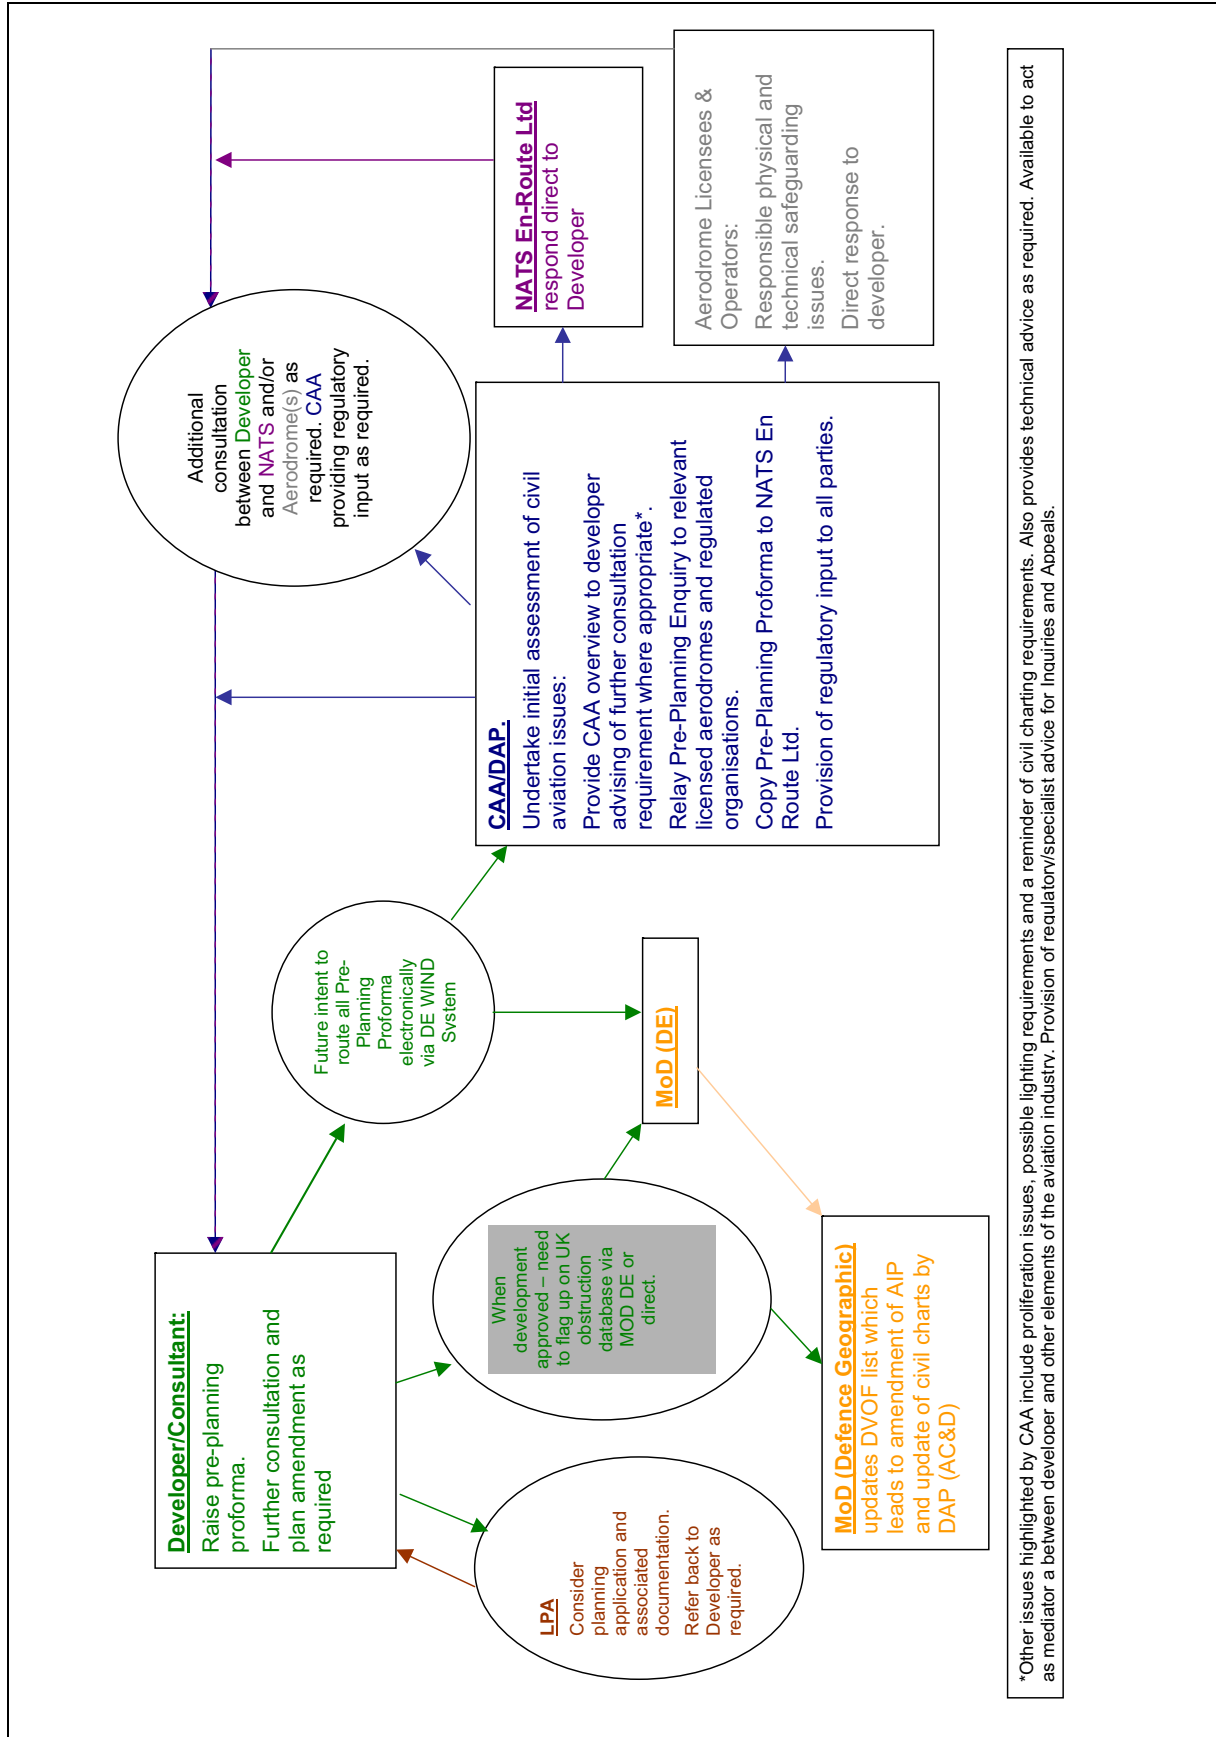 Developer/Consultant:
Raise pre-planning
proforma.
Further consultation and
plan amendment as
required
LPA
Consider
planning
application and
associated
documentation.
Refer back to
Developer as
required.
When
development
approved – need
to flag up on UK
obstruction
database via
MOD DE or
direct.
MoD (Defence Geographic)
updates DVOF list which
leads to amendment of AIP
and update of civil charts by
DAP (AC&D)
Future intent to
route all Pre-
Planning
Proforma
electronically
via DE WIND
System
MoD (DE)
CAA/DAP.
Undertake initial assessment of civil
aviation issues:
Provide CAA overview to developer
advising of further consultation
requirement where appropriate*.
Relay Pre-Planning Enquiry to relevant
licensed aerodromes and regulated
organisations.
Copy Pre-Planning Proforma to NATS En
Route Ltd.
Provision of regulatory input to all parties.
Additional
consultation
between Developer
and NATS and/or
Aerodrome(s) as
required. CAA
providing regulatory
input as required.
NATS En-Route Ltd
respond direct to
Developer
Aerodrome Licensees &
Operators:
Responsible physical and
technical safeguarding
issues.
Direct response to
developer.
*Other issues highlighted by CAA include proliferation issues, possible lighting requirements and a reminder of civil charting requirements. Also provides technical advice as required. Available to act
as mediator a between developer and other elements of the aviation industry. Provision of regulatory/specialist advice for Inquiries and Appeals.